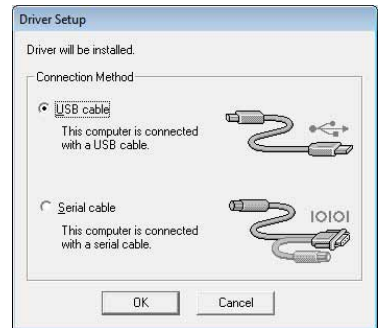 Driver Setup
Driver will be installed.
Connection Method
USB cable
This computer is connected
with a USB cable.
Serial cable
IOIOI
This computer is connected
with a serial cable.
OK Cancel